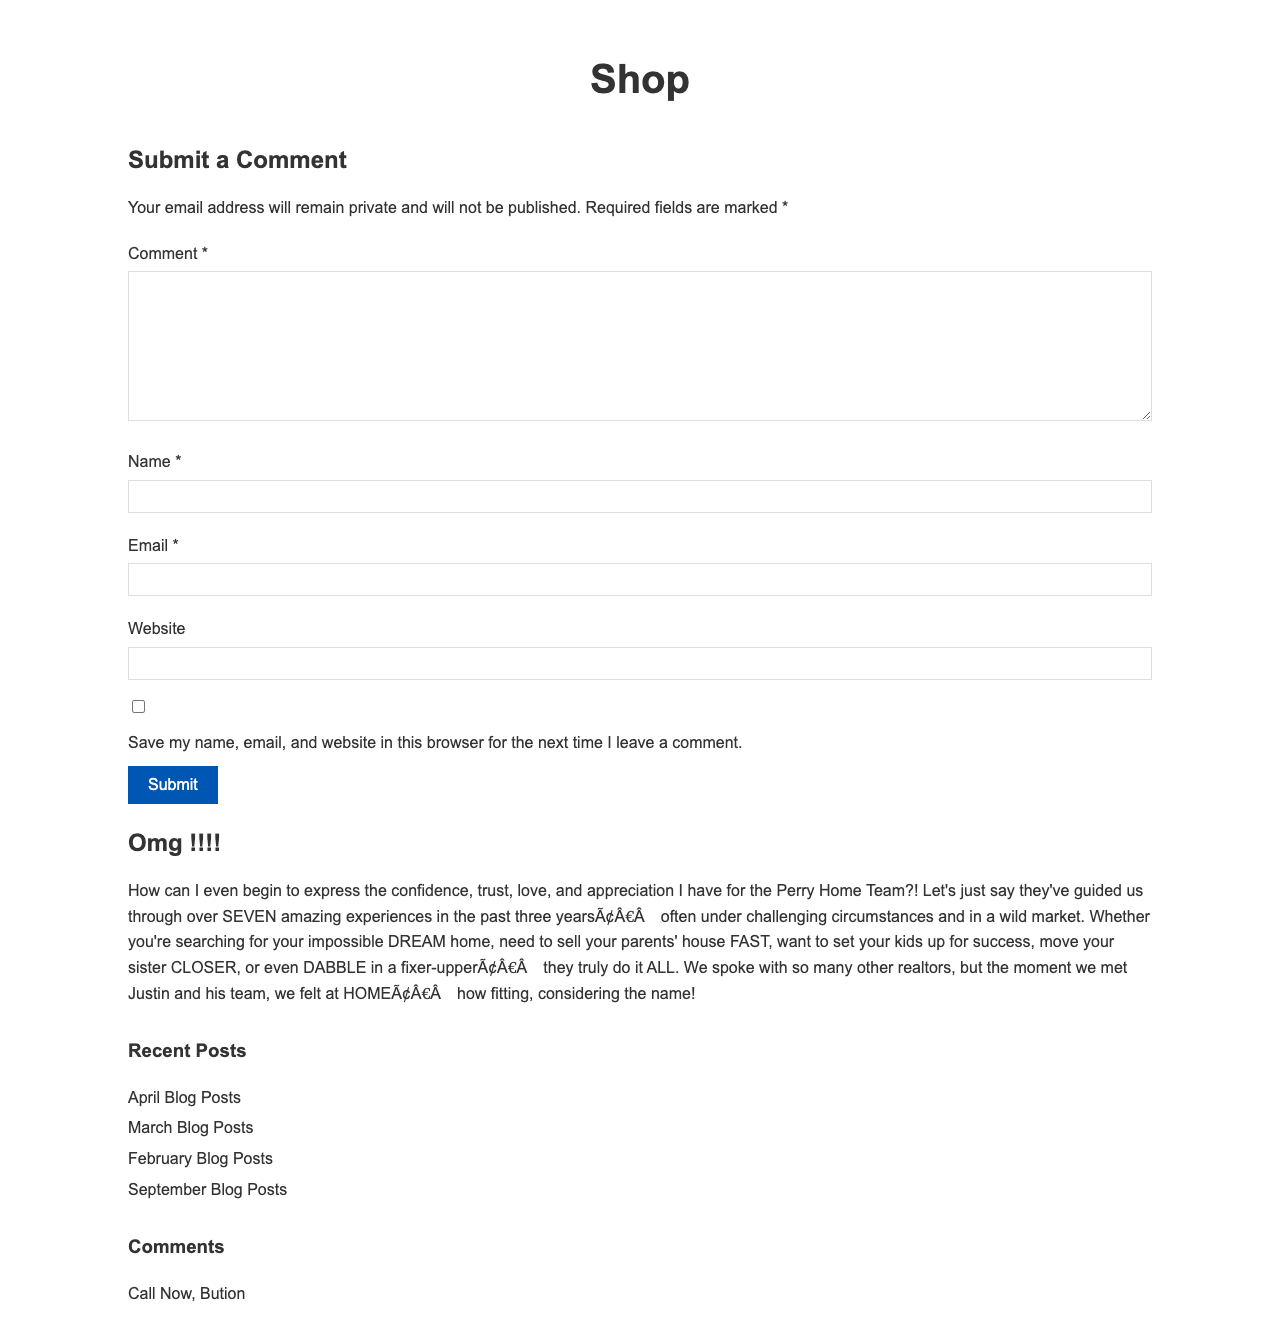 Shop
Submit a Comment
Your email address will remain private and will not be published. Required fields are marked *
Comment *
Name *
Email *
Website
Save my name, email, and website in this browser for the next time I leave a comment.
Submit
Omg !!!!
How can I even begin to express the confidence, trust, love, and appreciation I have for the Perry Home Team?! Let's just say they've guided us
through over SEVEN amazing experiences in the past three yearsÃ¢Â€Â often under challenging circumstances and in a wild market. Whether
you're searching for your impossible DREAM home, need to sell your parents' house FAST, want to set your kids up for success, move your
sister CLOSER, or even DABBLE in a fixer-upperÃ¢Â€Â they truly do it ALL. We spoke with so many other realtors, but the moment we met
Justin and his team, we felt at HOMEÃ¢Â€Â how fitting, considering the name!
Recent Posts
April Blog Posts
March Blog Posts
February Blog Posts
September Blog Posts
Comments
Call Now, Bution